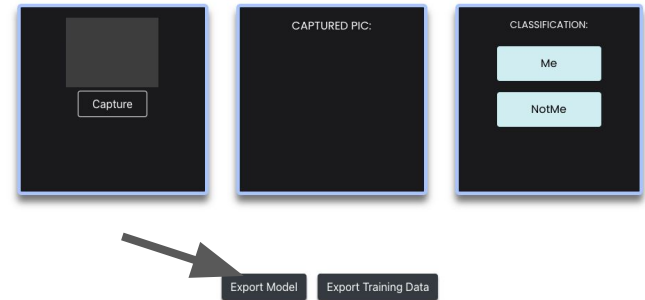 Capture
CAPTURED PIC:
CLASSIFICATION:
Me
NotMe
Export Model
Export Training Data